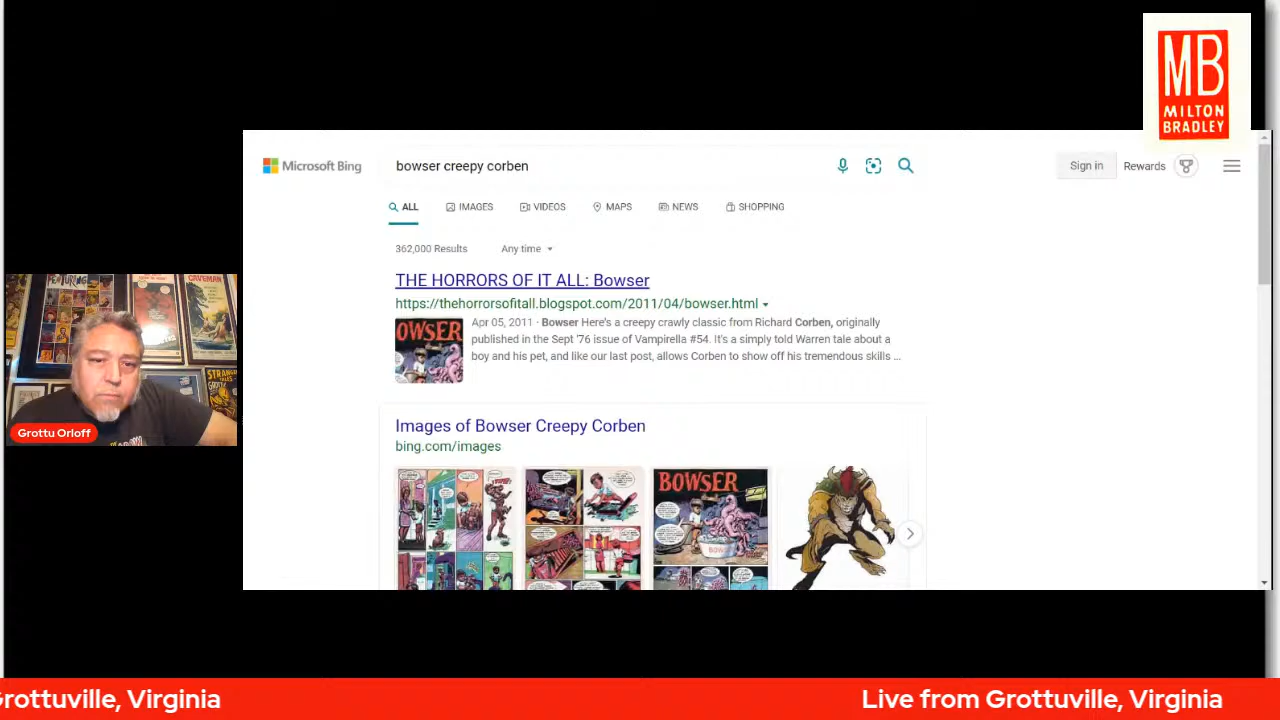 MB
MILTON
BRADLEY
Microsoft Bing
bowser creepy corben
Sign in
Rewards
ALL
IMAGES
VIDEOS
MAPS
NEWS
SHOPPING
362,000 Results
Any time
THE HORRORS OF IT ALL: Bowser
https://thehorrorsofitall.blogspot.com/2011/04/bowser.html
OWSER
Apr 05, 2011 · Bowser Here's a creepy crawly classic from Richard Corben, originally
published in the Sept '76 issue of Vampirella #54. It's a simply told Warren tale about a
boy and his pet, and like our last post, allows Corben to show off his tremendous skills ...
CAVEMAN
STRANGE
TALES
Grottu Orloff
Images of Bowser Creepy Corben
bing.com/images
BOWSER
Grottuville, Virginia
Live from Grottuville, Virginia